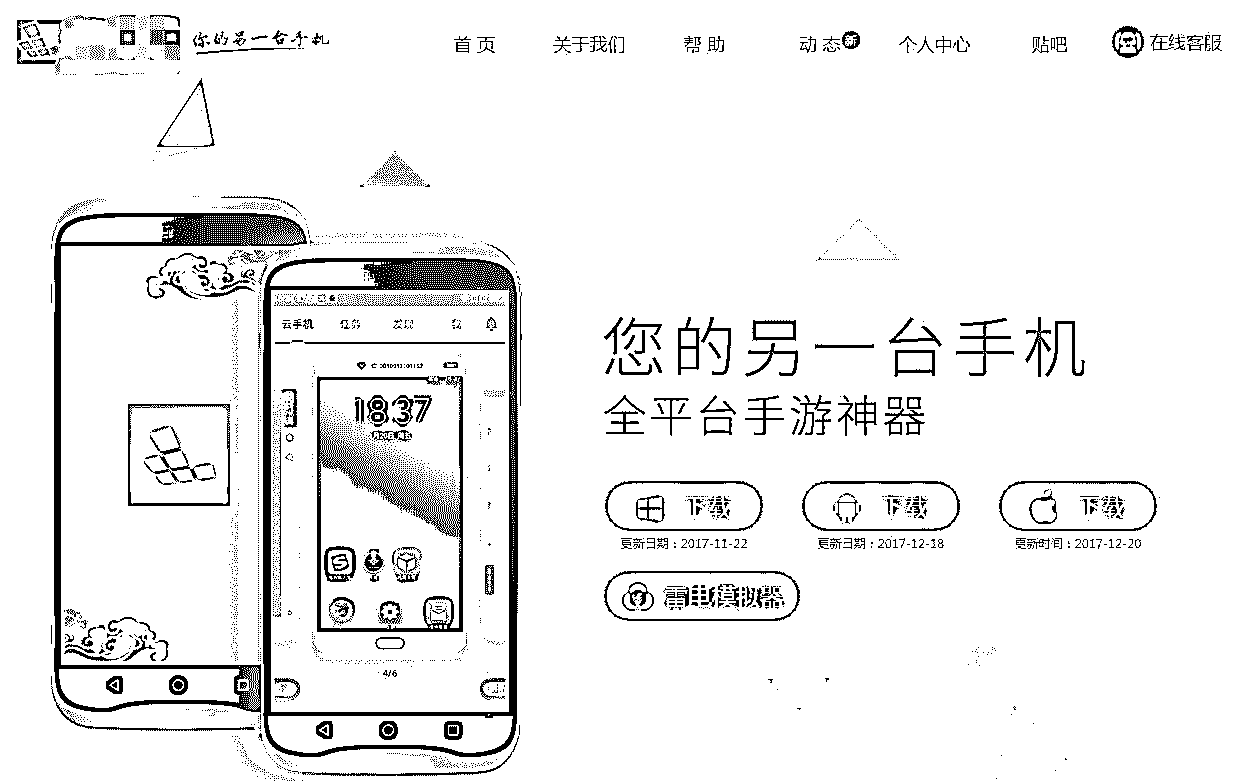 你的另一台手机
首页 关于我们 帮助 动态 新 个人中心 贴吧 在线客服
云手机 任务 发现 我
18:37
您的另一台手机
全平台手游神器
下载 下载 下载
更新日期：2017-11-22 更新日期：2017-12-18 更新时间：2017-12-20
雷电模拟器
4/6